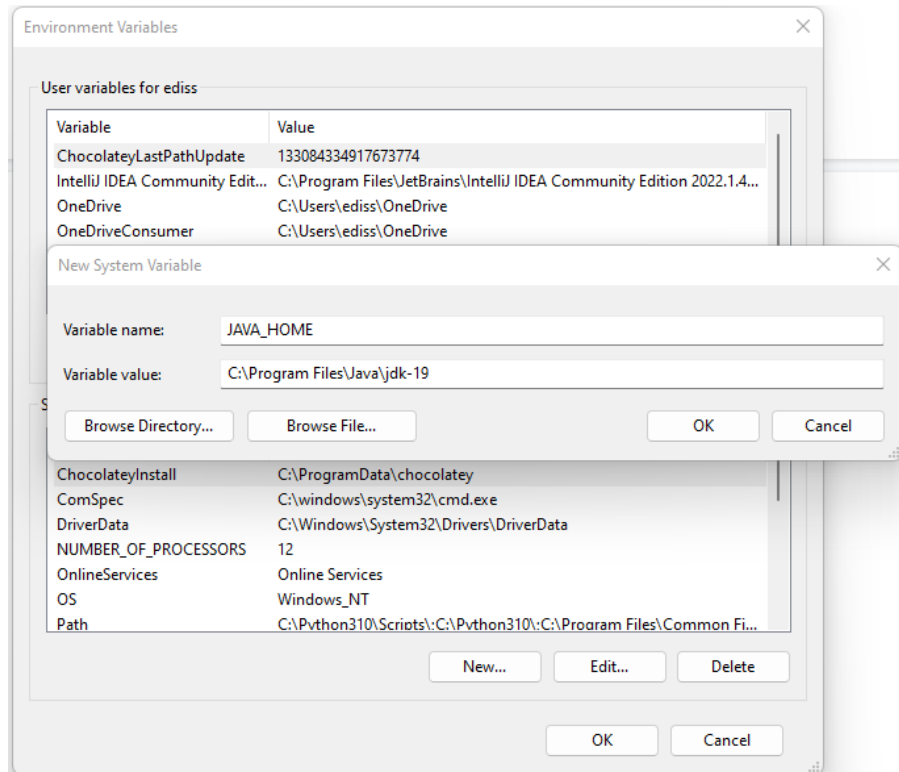 Environment Variables
User variables for ediss
Variable Value
ChocolateyLastPathUpdate 133084334917673774
IntelliJ IDEA Community Edit... C:\Program Files\JetBrains\IntelliJ IDEA Community Edition 2022.1.4...
OneDrive C:\Users\ediss\OneDrive
OneDriveConsumer C:\Users\ediss\OneDrive
New System Variable
Variable name: JAVA_HOME
Variable value: C:\Program Files\Java\jdk-19
S
Browse Directory... Browse File... OK Cancel
ChocolateyInstall C:\ProgramData\chocolatey
ComSpec C:\windows\system32\cmd.exe
DriverData C:\Windows\System32\Drivers\DriverData
NUMBER_OF_PROCESSORS 12
OnlineServices Online Services
OS Windows_NT
Path C:\Python310\Scripts\;C:\Python310\;C:\Program Files\Common Fi...
New... Edit... Delete
OK Cancel